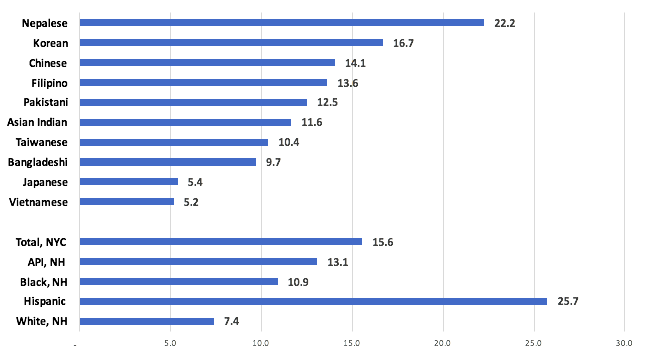 Nepalese 22.2
Korean 16.7
Chinese 14.1
Filipino 13.6
Pakistani 12.5
Asian Indian 11.6
Taiwanese 10.4
Bangladeshi 9.7
Japanese 5.4
Vietnamese 5.2
Total, NYC 15.6
API, NH 13.1
Black, NH 10.9
Hispanic 25.7
White, NH 7.4
- 5.0 10.0 15.0 20.0 25.0 30.0